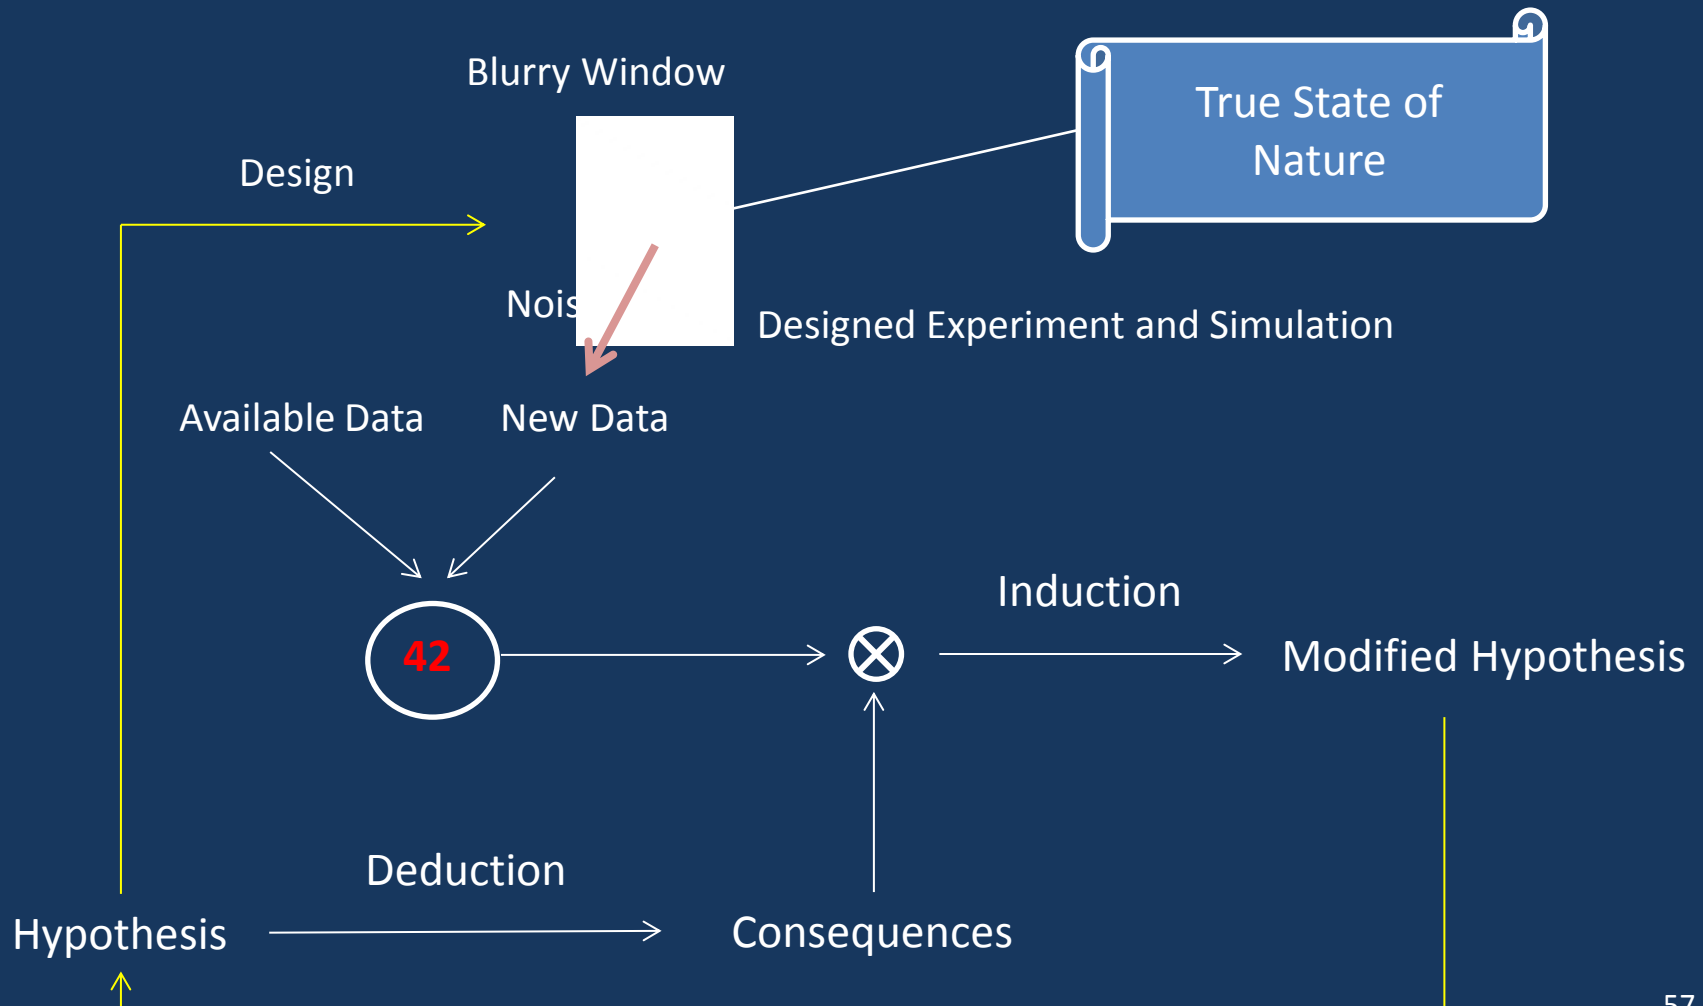 Blurry Window
True State of
Nature
Design
Nois
Designed Experiment and Simulation
Available Data
New Data
42
Induction
Modified Hypothesis
Deduction
Hypothesis
Consequences
57